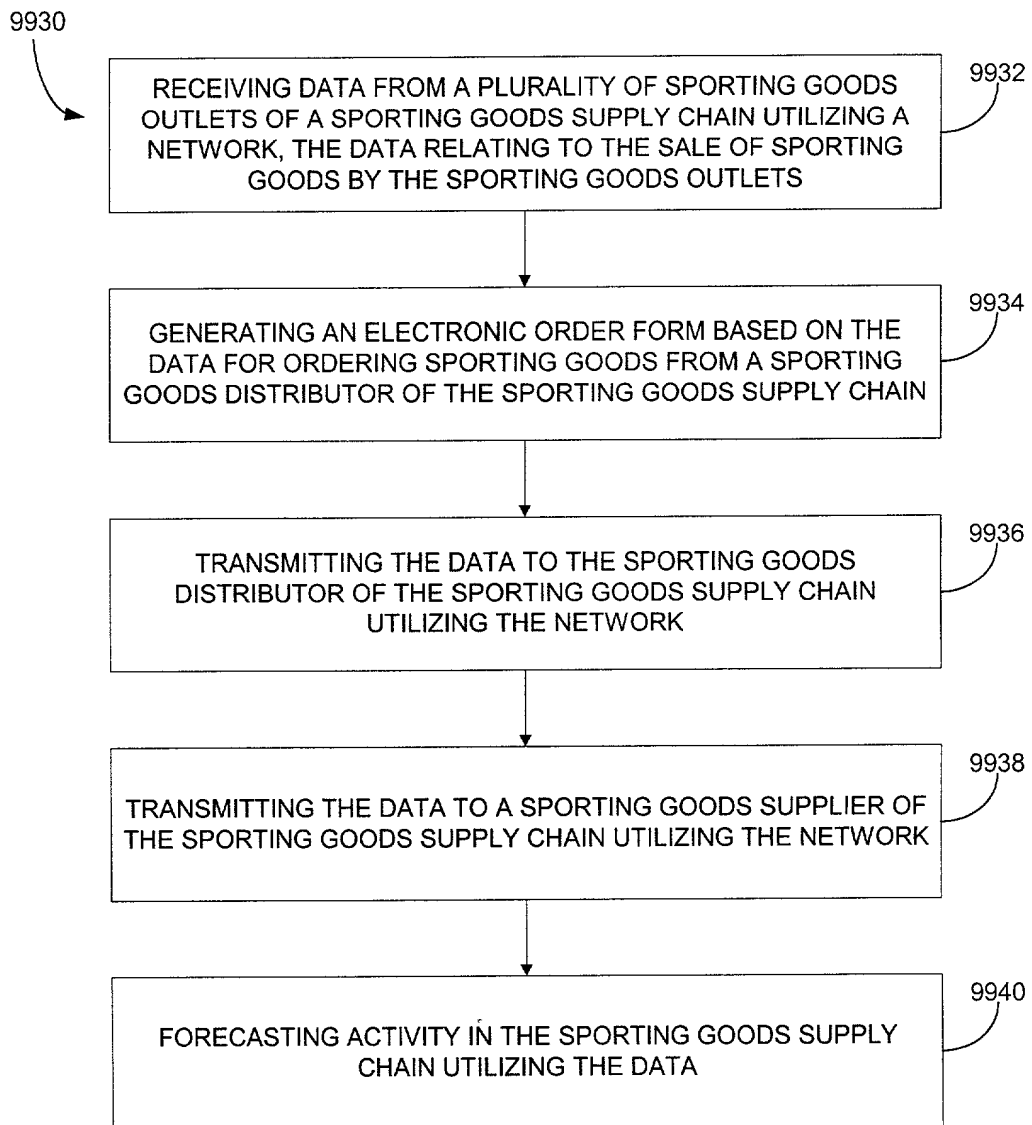 9930
9932
RECEIVING DATA FROM A PLURALITY OF SPORTING GOODS
OUTLETS OF A SPORTING GOODS SUPPLY CHAIN UTILIZING A
NETWORK, THE DATA RELATING TO THE SALE OF SPORTING
GOODS BY THE SPORTING GOODS OUTLETS
9934
GENERATING AN ELECTRONIC ORDER FORM BASED ON THE
DATA FOR ORDERING SPORTING GOODS FROM A SPORTING
GOODS DISTRIBUTOR OF THE SPORTING GOODS SUPPLY CHAIN
9936
TRANSMITTING THE DATA TO THE SPORTING GOODS
DISTRIBUTOR OF THE SPORTING GOODS SUPPLY CHAIN
UTILIZING THE NETWORK
9938
TRANSMITTING THE DATA TO A SPORTING GOODS SUPPLIER OF
THE SPORTING GOODS SUPPLY CHAIN UTILIZING THE NETWORK
9940
FORECASTING ACTIVITY IN THE SPORTING GOODS SUPPLY
CHAIN UTILIZING THE DATA